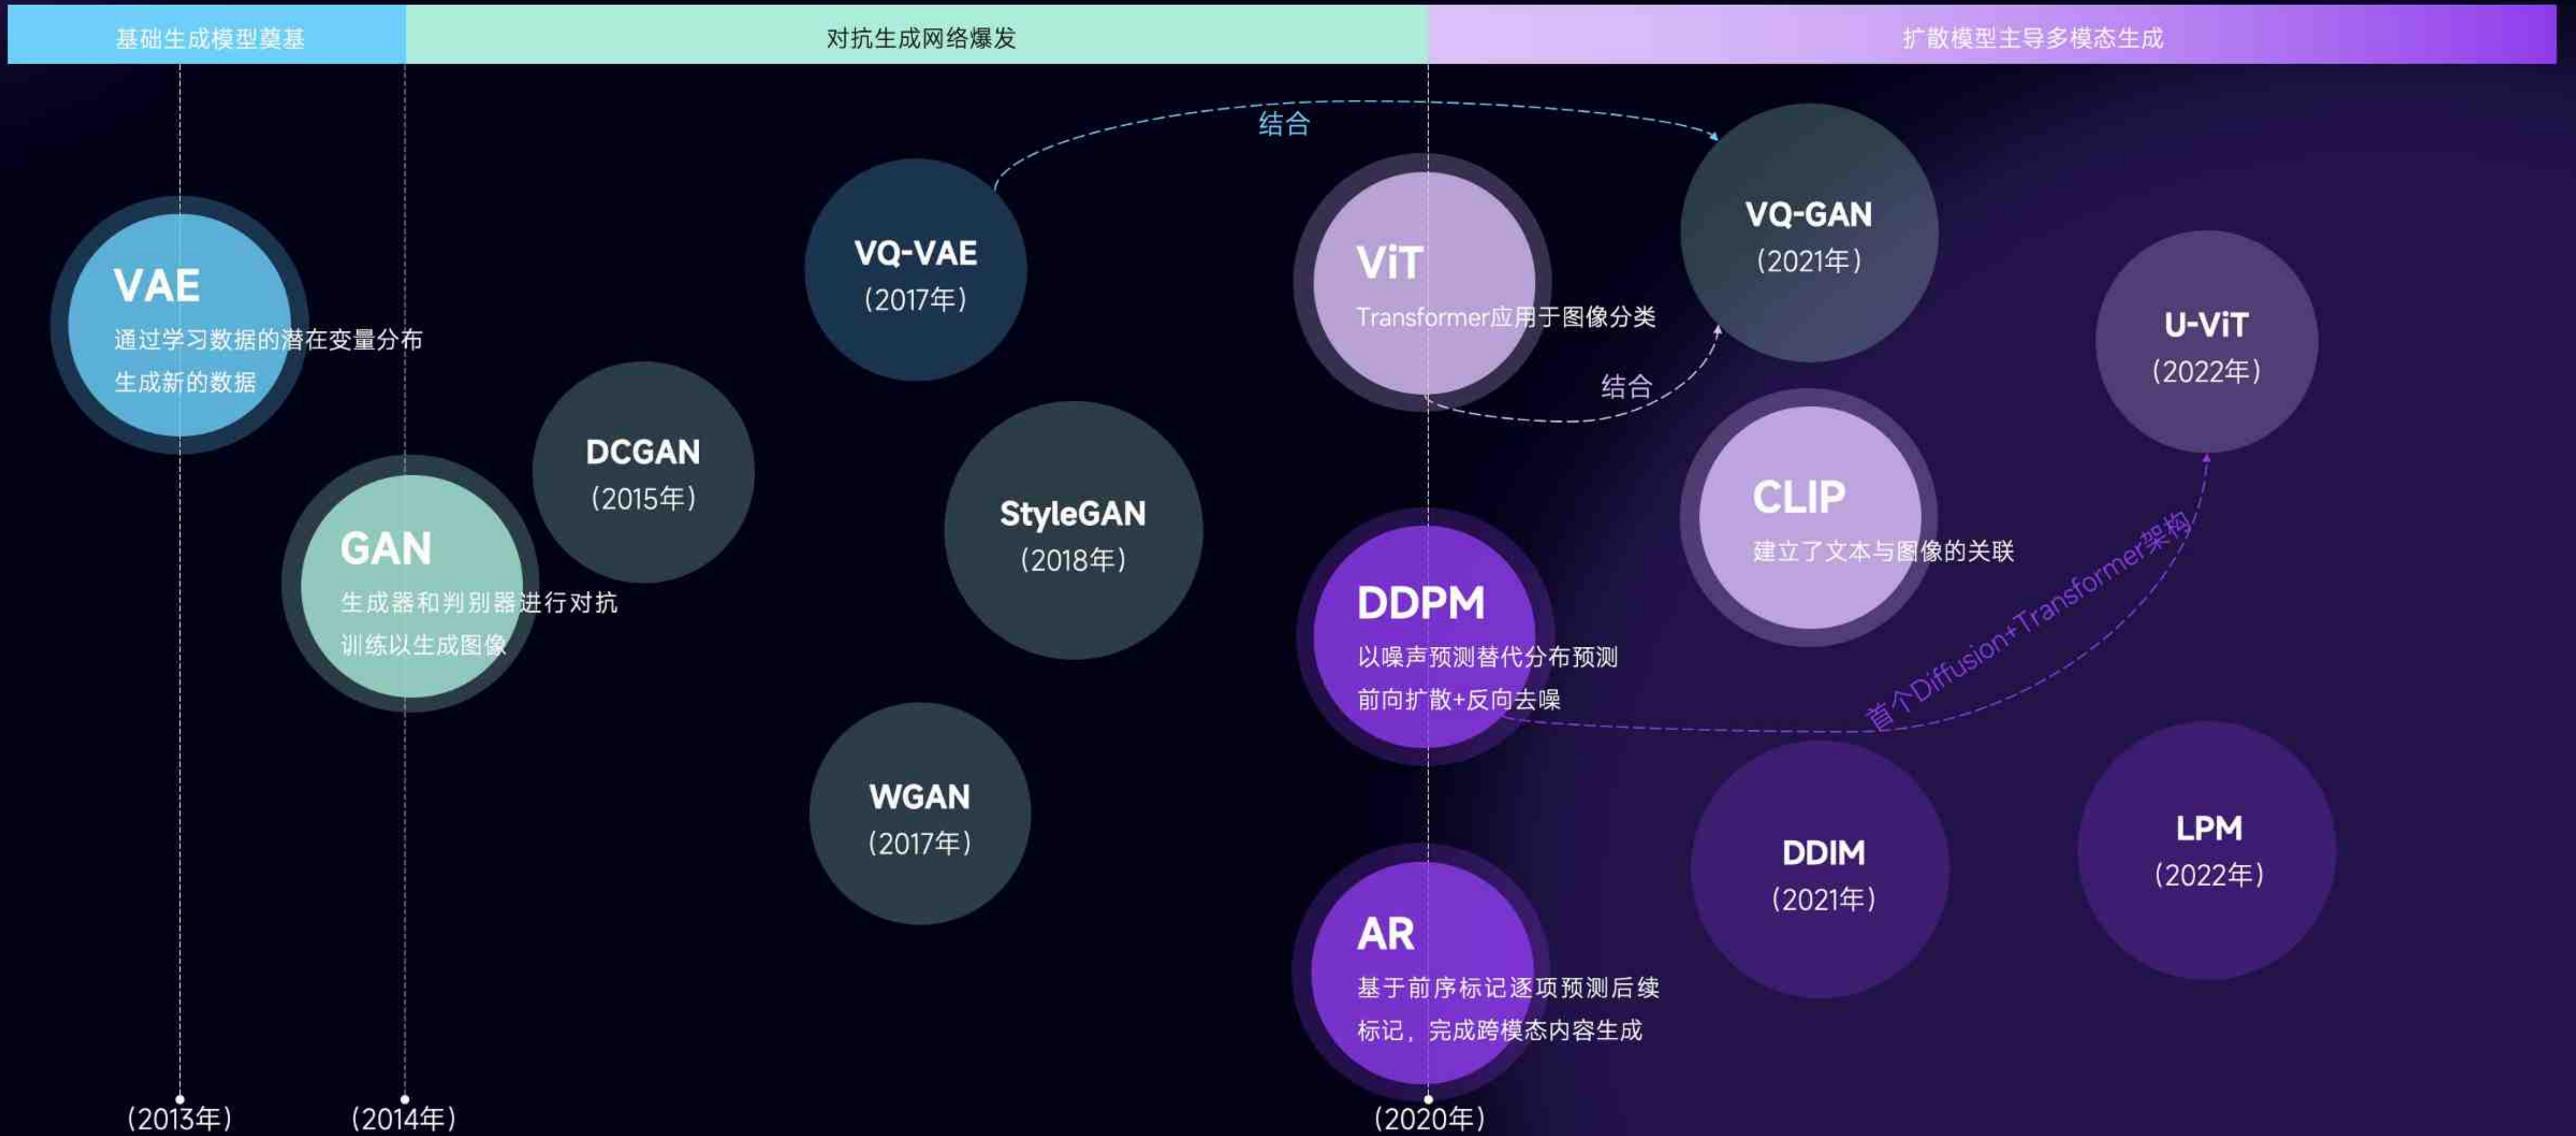 基础生成模型奠基
对抗生成网络爆发
扩散模型主导多模态生成
VAE
通过学习数据的潜在变量分布
生成新的数据
GAN
生成器和判别器进行对抗
训练以生成图像
DCGAN
(2015年)
VQ-VAE
(2017年)
结合
StyleGAN
(2018年)
WGAN
(2017年)
ViT
Transformer应用于图像分类
结合
DDPM
以噪声预测替代分布预测
前向扩散+反向去噪
AR
基于前序标记逐项预测后续
标记，完成跨模态内容生成
VQ-GAN
(2021年)
CLIP
建立了文本与图像的关联
首个Diffusion+Transformer架构
DDIM
(2021年)
U-ViT
(2022年)
LPM
(2022年)
(2013年)
(2014年)
(2020年)